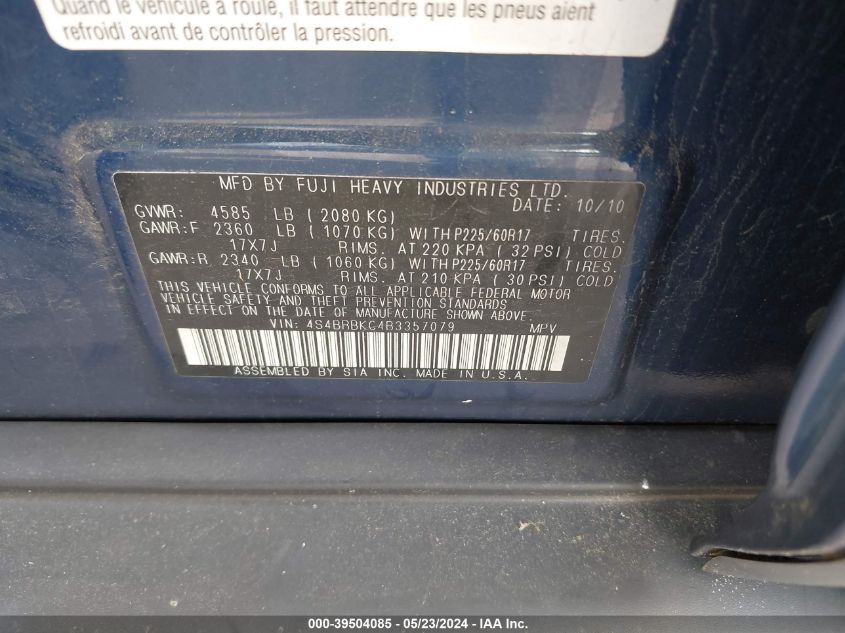 Quand le véhicule a roulé, il faut attendre que les pneus aient
refroidi avant de contrôler la pression.
MFD BY FUJI HEAVY INDUSTRIES LTD.
DATE: 10/10
GVWR: 4585 LB ( 2080 KG)
GAWR:F 2360 LB ( 1070 KG) WITH P225/60R17 TIRES.
17X7J RIMS. AT 220 KPA ( 32 PSI) COLD
GAWR:R 2340 LB ( 1060 KG) WITH P225/60R17 TIRES.
17X7J RIMS. AT 210 KPA ( 30 PSI) COLD
THIS VEHICLE CONFORMS TO ALL APPLICABLE FEDERAL MOTOR
VEHICLE SAFETY AND THEFT PREVENTION STANDARDS
IN EFFECT ON THE DATE OF MANUFACTURE SHOWN ABOVE.
VIN: 4S4BRBKC4B3357079 MPV
ASSEMBLED BY SIA INC. MADE IN U.S.A.
000-39504085 - 05/23/2024 - IAA Inc.